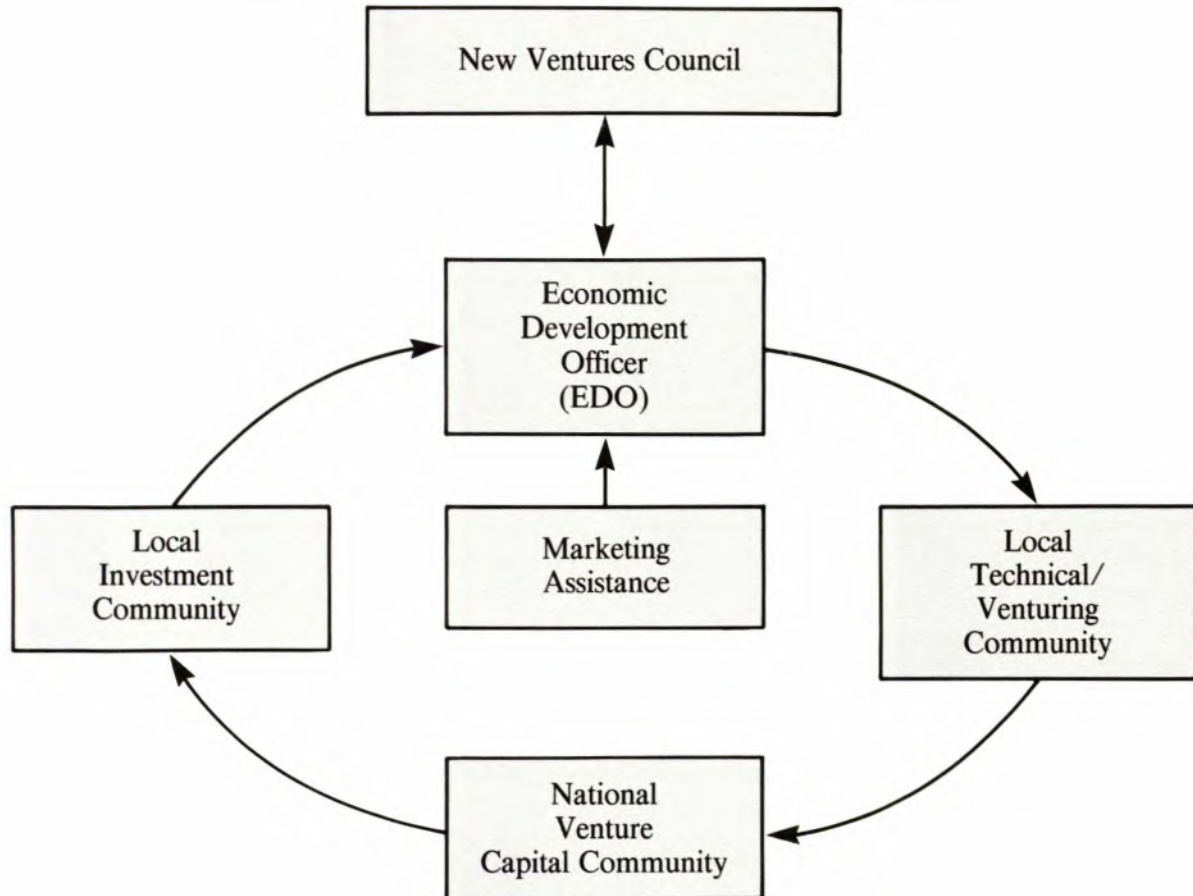 New Ventures Council
Economic
Development
Officer
(EDO)
Local
Investment
Community
Marketing
Assistance
Local
Technical/
Venturing
Community
National
Venture
Capital Community